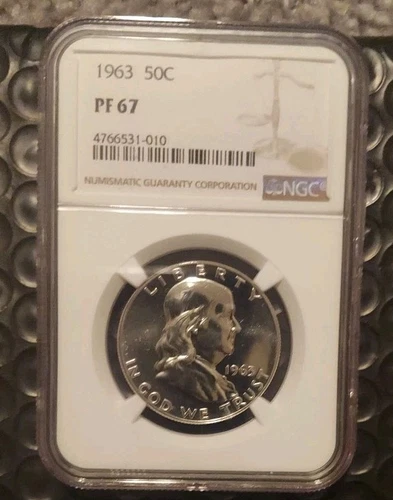 1963 50C
PF 67
4766531-010
NUMISMATIC GUARANTY CORPORATION
NGC
LIBERTY
1963
IN GOD WE TRUST